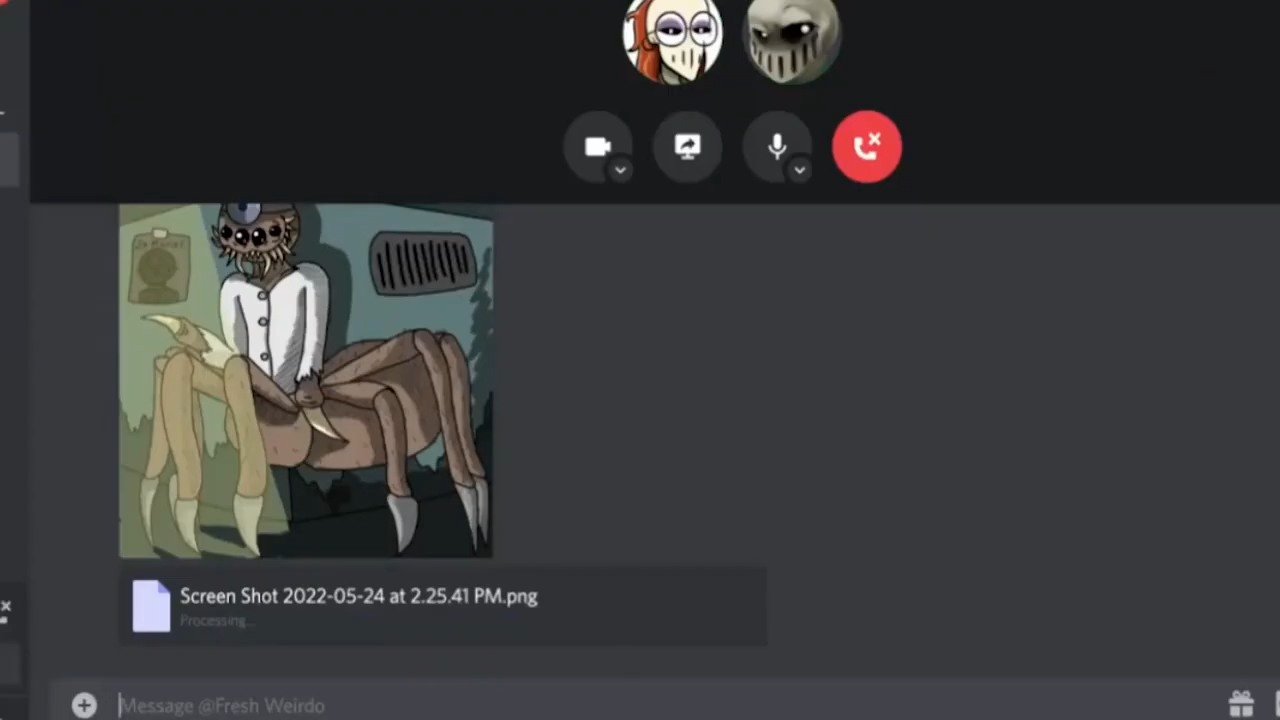 Screen Shot 2022-05-24 at 2.25.41 PM.png
Processing...
Message @Fresh Weirdo